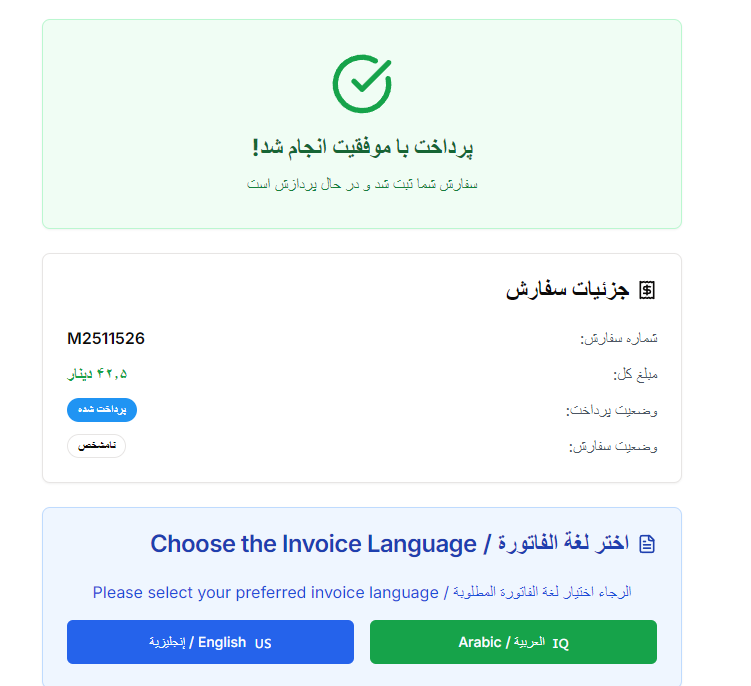 پرداخت با موفقیت انجام شد!
سفارش شما ثبت شد و در حال پردازش است
جزئیات سفارش
شماره سفارش: M2511526
مبلغ کل: ۴۲٫۵ دینار
وضعیت پرداخت: پرداخت شده
وضعیت سفارش: نامشخص
اختر لغة الفاتورة / Choose the Invoice Language
الرجاء اختيار لغة الفاتورة المطلوبة / Please select your preferred invoice language
IQ العربية / Arabic
US English / إنجليزية